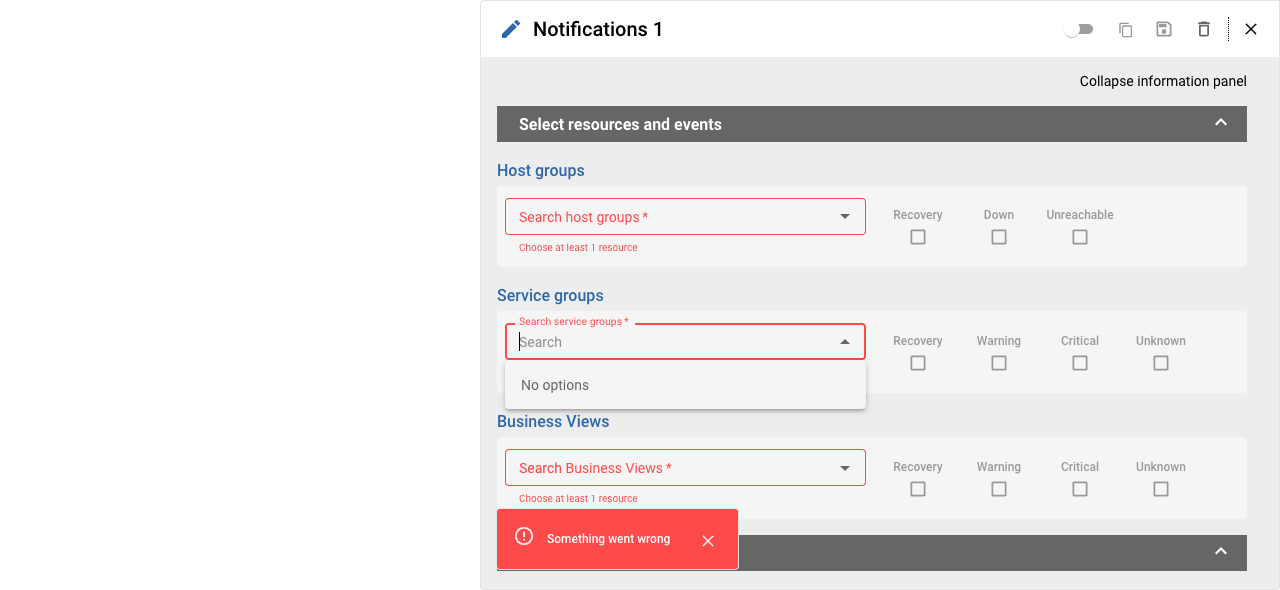 Notifications 1
Collapse information panel
Select resources and events
Host groups
Search host groups *
Choose at least 1 resource
Recovery Down Unreachable
Service groups
Search service groups *
Search
Recovery Warning Critical Unknown
No options
Business Views
Search Business Views *
Choose at least 1 resource
Recovery Warning Critical Unknown
Something went wrong